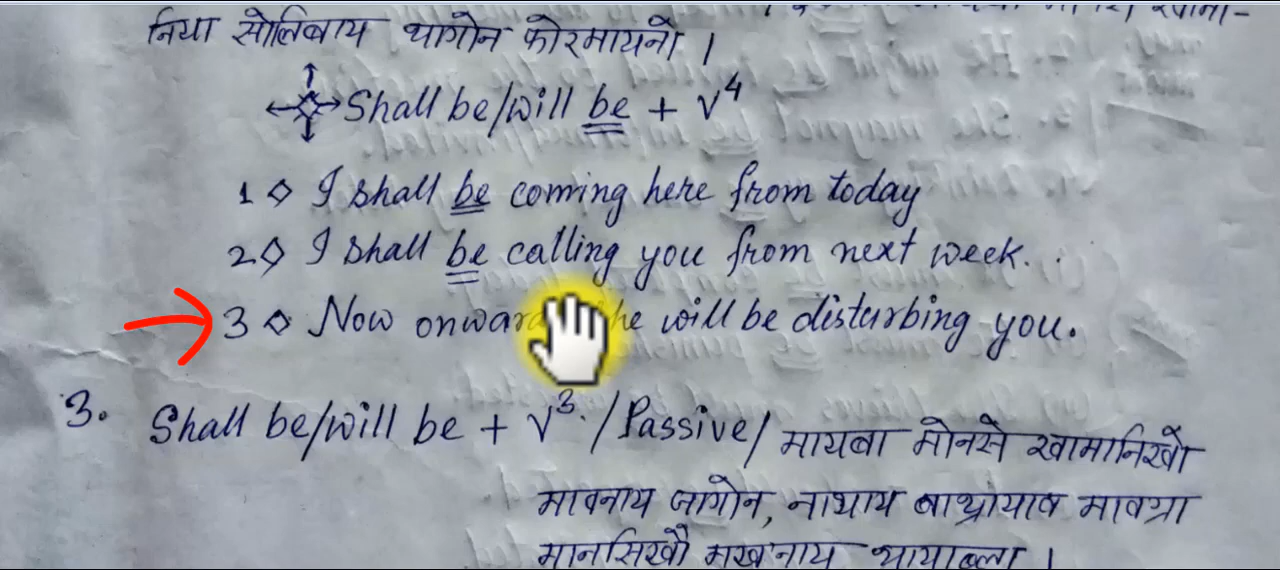 निया सोलिबाय थागोन फोरमायनो ।
Shall be/will be + V⁴
1 ◇ I shall be coming here from today
2 ◇ I shall be calling you from next week.
3 ◇ Now he will be disturbing you.
3. Shall be/will be + V³. / Passive / मायबा मोनसे खामानिखौ
मावनाय जागोन, नाथाय बाथ्रायाव मावग्रा
मानसिखौ मख'नाय थायाब्ला ।